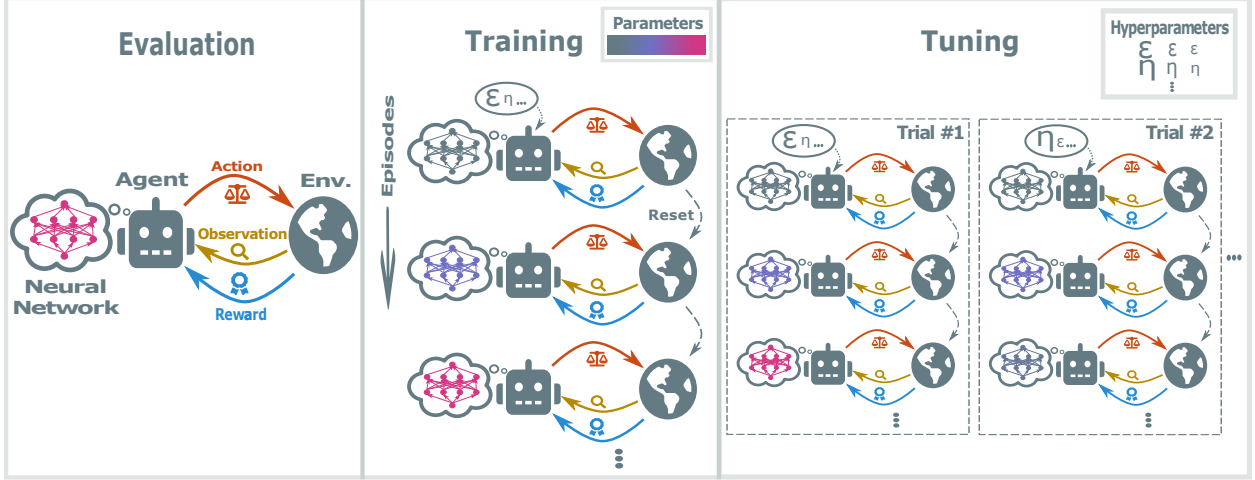 Evaluation
Neural
Network
Agent
Action
Observation
Reward
Env.
Training
Parameters
Episodes
ε η ...
Reset
Tuning
Hyperparameters
ε ε ε
η η η
Trial #1
ε η ...
Trial #2
η ε ...